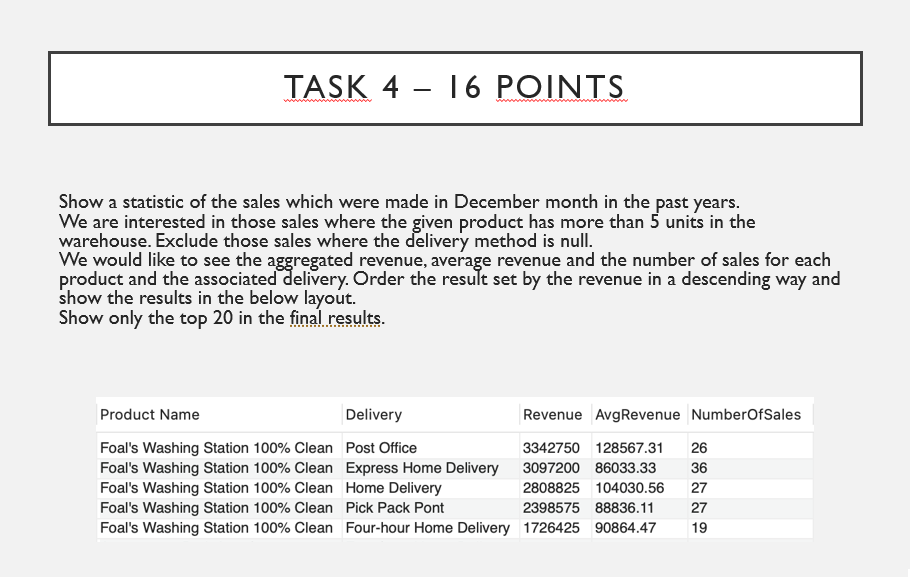 TASK 4 – 16 POINTS
Show a statistic of the sales which were made in December month in the past years.
We are interested in those sales where the given product has more than 5 units in the
warehouse. Exclude those sales where the delivery method is null.
We would like to see the aggregated revenue, average revenue and the number of sales for each
product and the associated delivery. Order the result set by the revenue in a descending way and
show the results in the below layout.
Show only the top 20 in the final results.
Product Name Delivery Revenue AvgRevenue NumberOfSales
Foal's Washing Station 100% Clean Post Office 3342750 128567.31 26
Foal's Washing Station 100% Clean Express Home Delivery 3097200 86033.33 36
Foal's Washing Station 100% Clean Home Delivery 2808825 104030.56 27
Foal's Washing Station 100% Clean Pick Pack Pont 2398575 88836.11 27
Foal's Washing Station 100% Clean Four-hour Home Delivery 1726425 90864.47 19